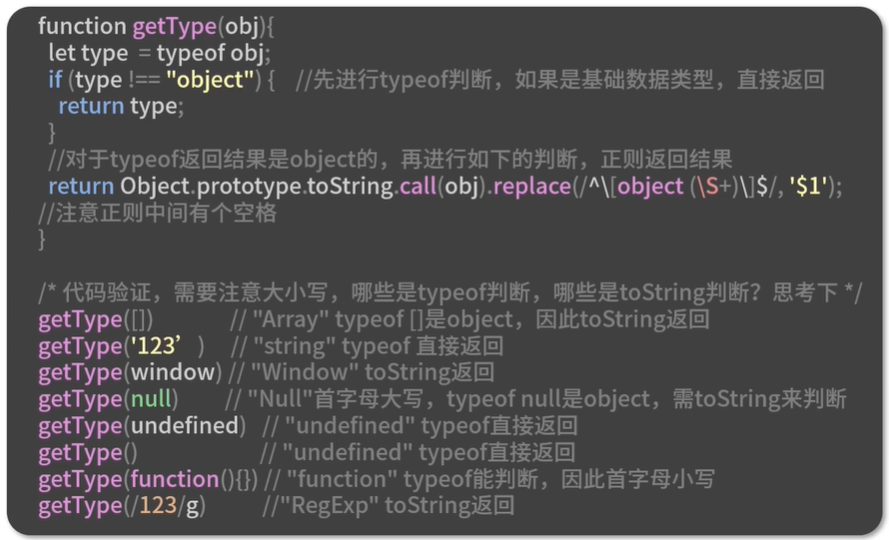 function getType(obj){
let type = typeof obj;
if (type !== "object") { //先进行typeof判断，如果是基础数据类型，直接返回
return type;
}
//对于typeof返回结果是object的，再进行如下的判断，正则返回结果
return Object.prototype.toString.call(obj).replace(/^\[object (\S+)\]$/, '$1');
//注意正则中间有个空格
}
/* 代码验证，需要注意大小写，哪些是typeof判断，哪些是toString判断？思考下 */
getType([]) // "Array" typeof []是object，因此toString返回
getType('123’) // "string" typeof 直接返回
getType(window) // "Window" toString返回
getType(null) // "Null"首字母大写，typeof null是object，需toString来判断
getType(undefined) // "undefined" typeof直接返回
getType() // "undefined" typeof直接返回
getType(function(){}) // "function" typeof能判断，因此首字母小写
getType(/123/g) //"RegExp" toString返回